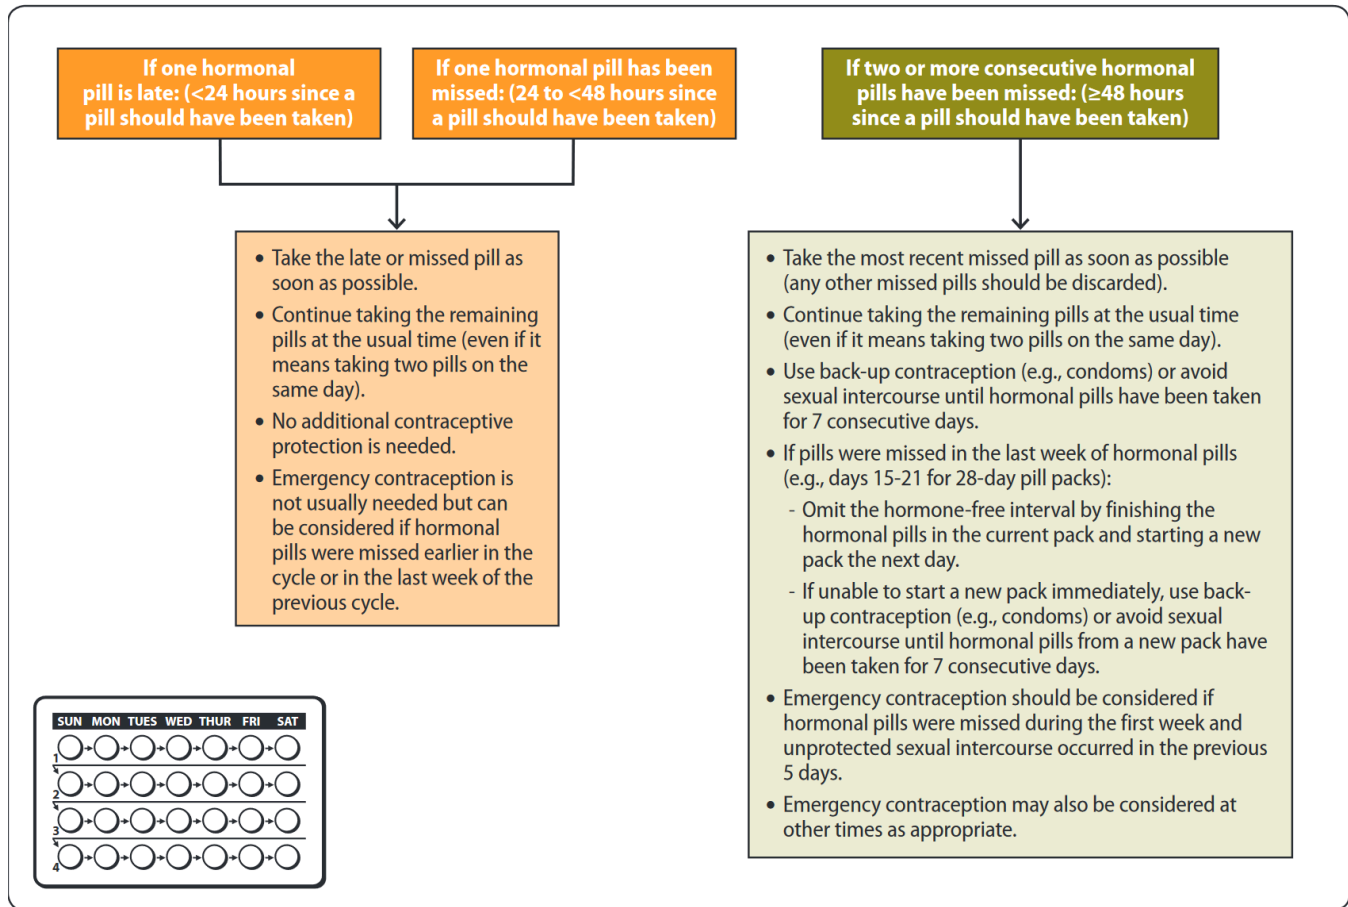 If one hormonal
pill is late: (<24 hours since a
pill should have been taken)
If one hormonal pill has been
missed: (24 to <48 hours since
a pill should have been taken)
If two or more consecutive hormonal
pills have been missed: (≥48 hours
since a pill should have been taken)
• Take the late or missed pill as
soon as possible.
• Continue taking the remaining
pills at the usual time (even if it
means taking two pills on the
same day).
• No additional contraceptive
protection is needed.
• Emergency contraception is
not usually needed but can
be considered if hormonal
pills were missed earlier in the
cycle or in the last week of the
previous cycle.
• Take the most recent missed pill as soon as possible
(any other missed pills should be discarded).
• Continue taking the remaining pills at the usual time
(even if it means taking two pills on the same day).
• Use back-up contraception (e.g., condoms) or avoid
sexual intercourse until hormonal pills have been taken
for 7 consecutive days.
• If pills were missed in the last week of hormonal pills
(e.g., days 15-21 for 28-day pill packs):
- Omit the hormone-free interval by finishing the
hormonal pills in the current pack and starting a new
pack the next day.
- If unable to start a new pack immediately, use back-
up contraception (e.g., condoms) or avoid sexual
intercourse until hormonal pills from a new pack have
been taken for 7 consecutive days.
• Emergency contraception should be considered if
hormonal pills were missed during the first week and
unprotected sexual intercourse occurred in the previous
5 days.
• Emergency contraception may also be considered at
other times as appropriate.
SUN MON TUES WED THUR FRI SAT
1
2
3
4